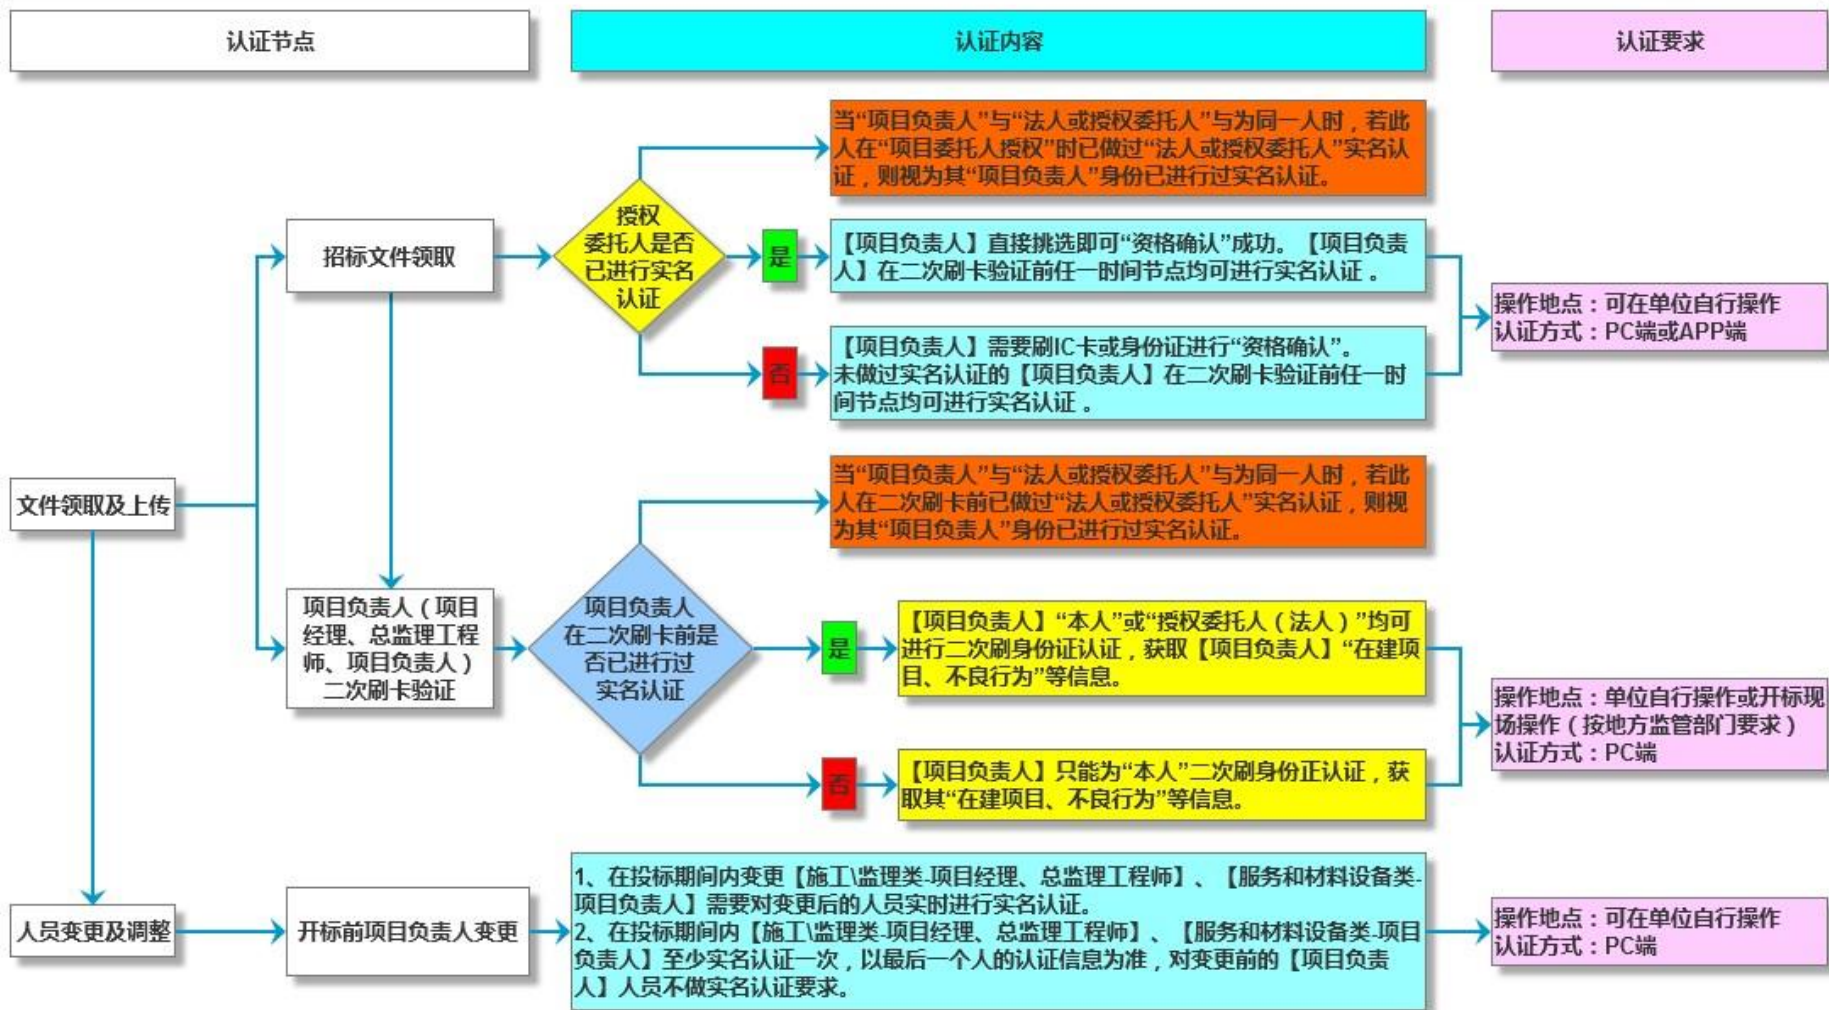 认证节点
认证内容
认证要求
当“项目负责人”与“法人或授权委托人”与为同一人时，若此
人在“项目委托人授权”时已做过“法人或授权委托人”实名认
证，则视为其“项目负责人”身份已进行过实名认证。
授权
委托人是否
已进行实名
认证
招标文件领取
是
【项目负责人】直接挑选即可“资格确认”成功。【项目负责
人】在二次刷卡验证前任一时间节点均可进行实名认证 。
操作地点：可在单位自行操作
认证方式：PC端或APP端
否
【项目负责人】需要刷IC卡或身份证进行“资格确认”。
未做过实名认证的【项目负责人】在二次刷卡验证前任一时
间节点均可进行实名认证 。
文件领取及上传
当“项目负责人”与“法人或授权委托人”与为同一人时，若此
人在二次刷卡前已做过“法人或授权委托人”实名认证，则视
为其“项目负责人”身份已进行过实名认证。
项目负责人（项目
经理、总监理工程
师、项目负责人）
二次刷卡验证
项目负责人
在二次刷卡前是
否已进行过
实名认证
是
【项目负责人】“本人”或“授权委托人（法人）”均可
进行二次刷身份证认证，获取【项目负责人】“在建项
目、不良行为”等信息。
操作地点：单位自行操作或开标现
场操作（按地方监管部门要求）
认证方式：PC端
否
【项目负责人】只能为“本人”二次刷身份正认证，获
取其“在建项目、不良行为”等信息。
人员变更及调整
开标前项目负责人变更
1、在投标期间内变更【施工\监理类-项目经理、总监理工程师】、【服务和材料设备类-
项目负责人】需要对变更后的人员实时进行实名认证。
2、在投标期间内【施工\监理类-项目经理、总监理工程师】、【服务和材料设备类-项目
负责人】至少实名认证一次，以最后一个人的认证信息为准，对变更前的【项目负责
人】人员不做实名认证要求。
操作地点：可在单位自行操作
认证方式：PC端